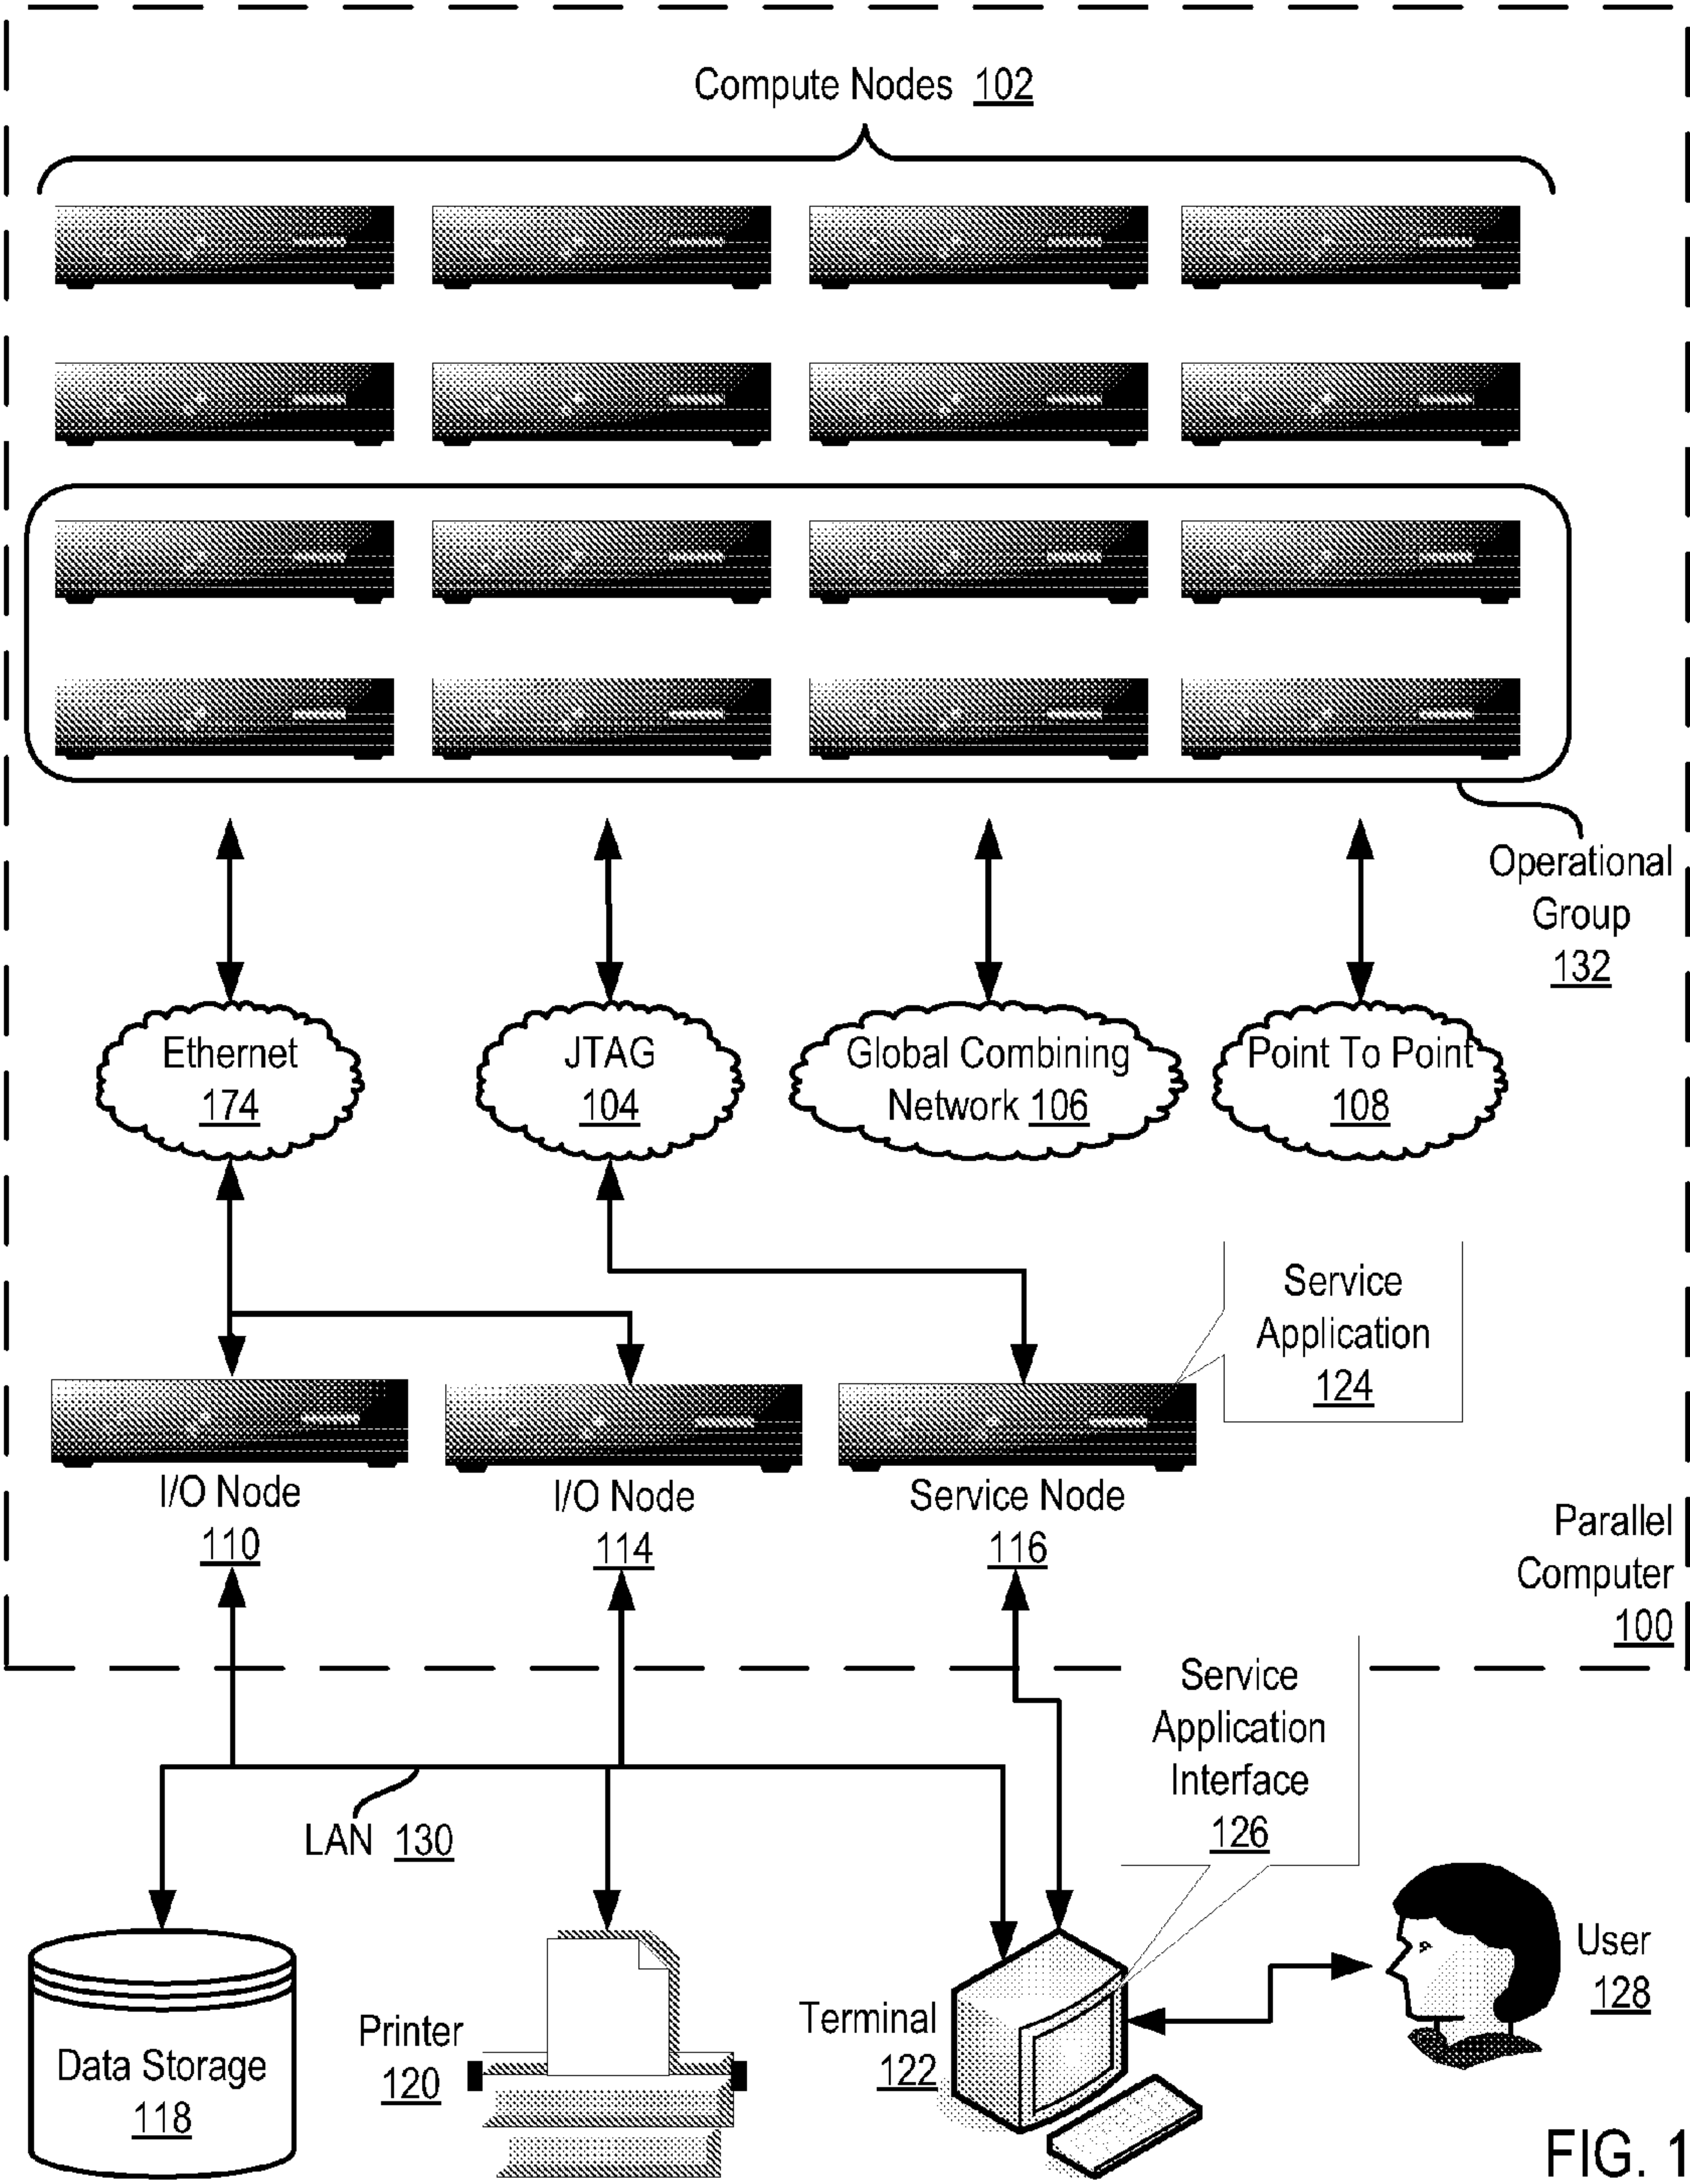 Compute Nodes 102
Operational
Group
132
Ethernet
174
JTAG
104
Global Combining
Network 106
Point To Point
108
Service
Application
124
I/O Node
110
I/O Node
114
Service Node
116
Parallel
Computer
100
Service
Application
Interface
126
LAN 130
Data Storage
118
Printer
120
Terminal
122
User
128
FIG. 1